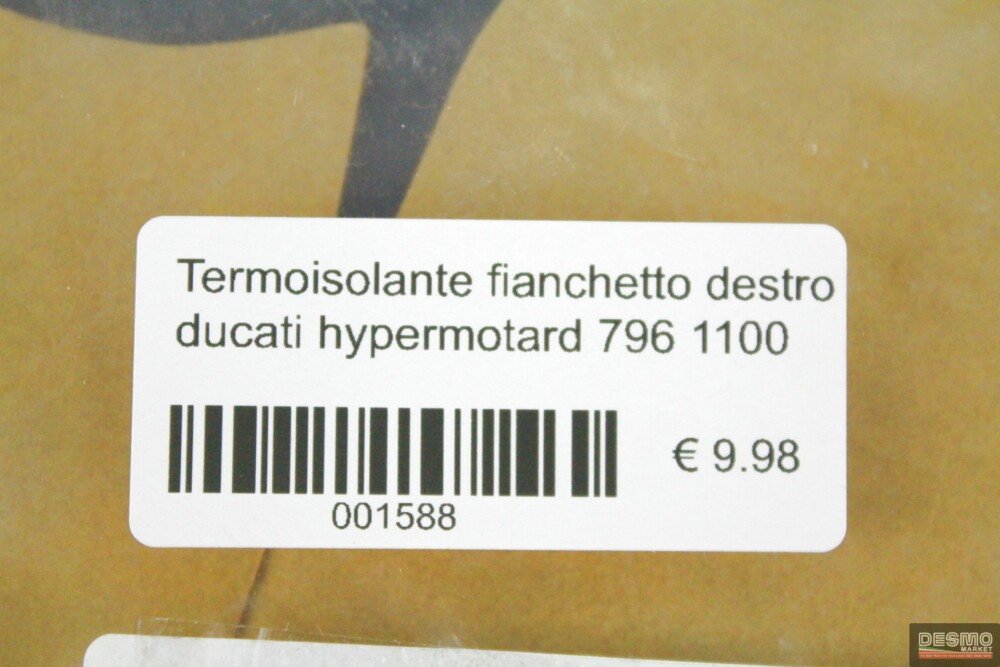 Termoisolante fianchetto destro
ducati hypermotard 796 1100
€ 9.98
001588
DESMO
MARKET